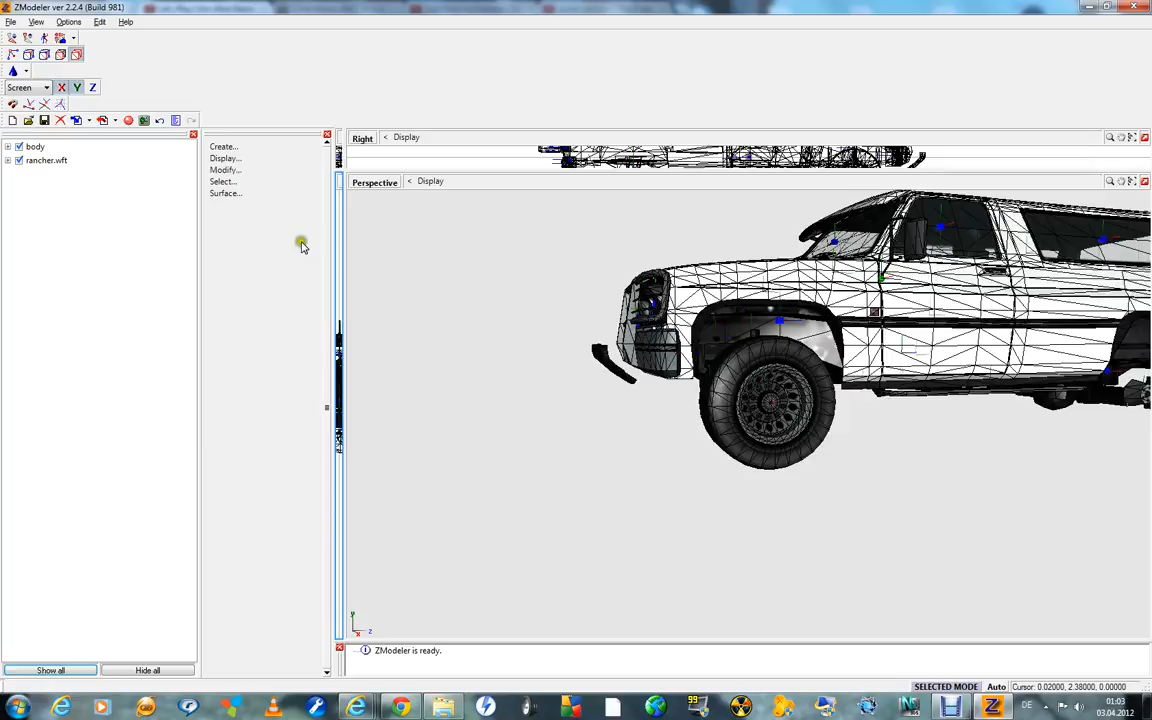 ZModeler ver 2.2.4 (Build 981)
File View Options Edit Help
Screen X Y Z
body
rancher.wft
Create...
Display...
Modify...
Select...
Surface...
Right < Display
Perspective < Display
y
x z
Show all Hide all
ZModeler is ready.
SELECTED MODE Auto Cursor: 0.02000, 2.38000, 0.00000
99
DE 01:03
03.04.2012